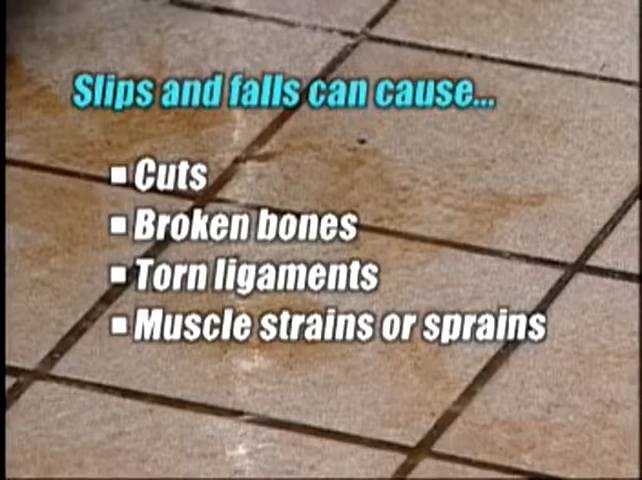 Slips and falls can cause...
▪ Cuts
▪ Broken bones
▪ Torn ligaments
▪ Muscle strains or sprains